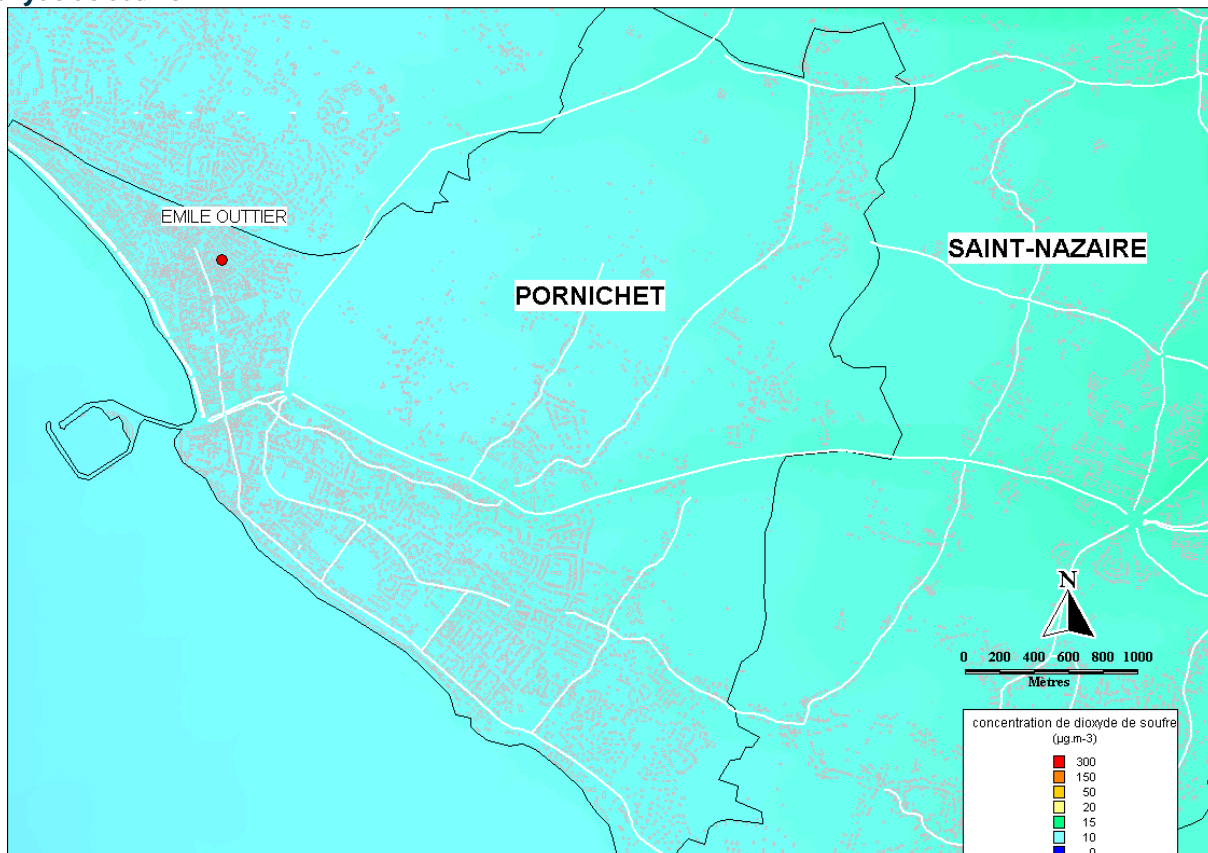 EMILE OUTTIER
SAINT-NAZAIRE
PORNICHET
N
0 200 400 600 800 1000
Mètres
concentration de dioxyde de soufre
(µg.m-3)
300
150
50
20
15
10
0